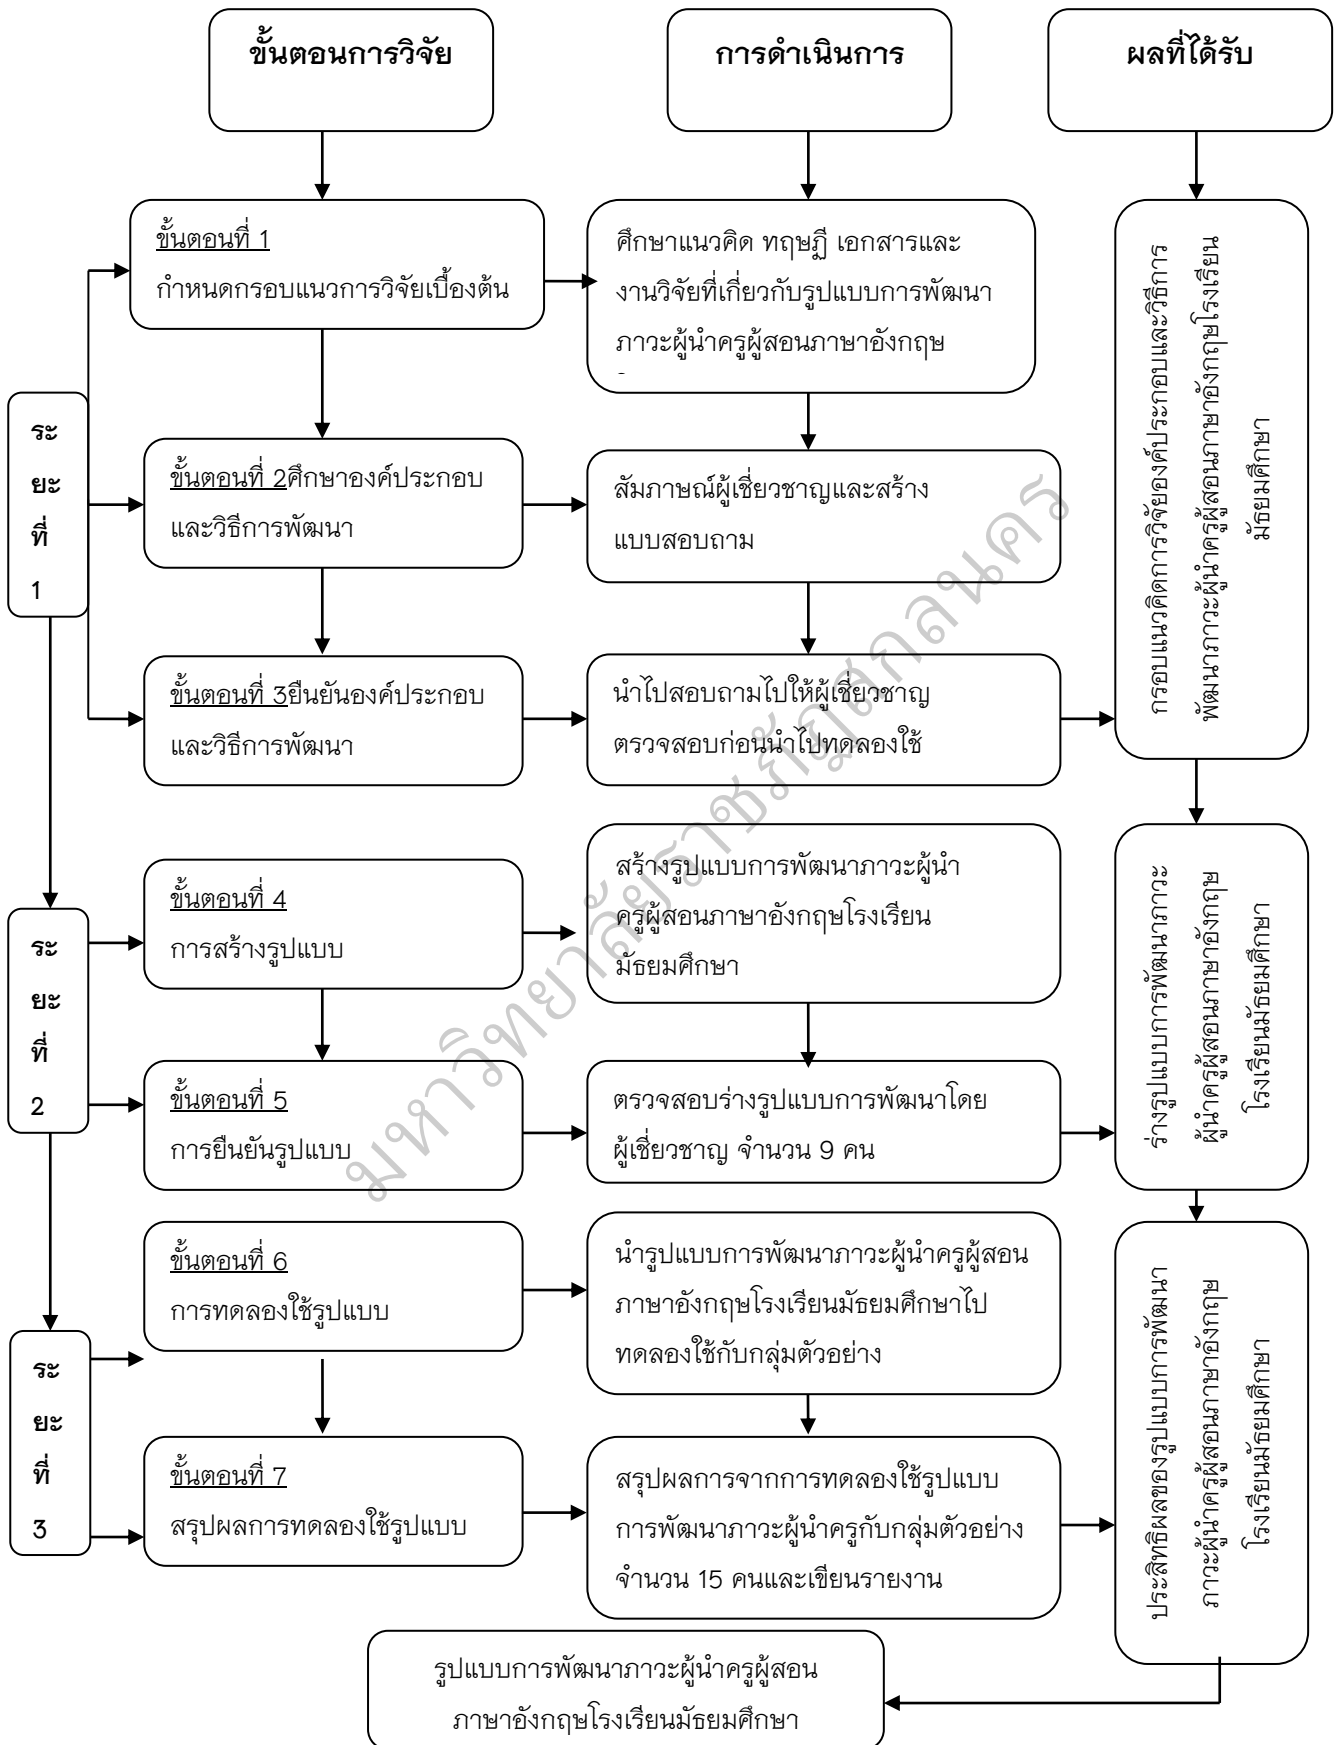 ขั้นตอนการวิจัย
การดำเนินการ
ผลที่ได้รับ
ระ
ยะ
ที่
1
ขั้นตอนที่ 1
กำหนดกรอบแนวการวิจัยเบื้องต้น
ศึกษาแนวคิด ทฤษฏี เอกสารและ
งานวิจัยที่เกี่ยวกับรูปแบบการพัฒนา
ภาวะผู้นำครูผู้สอนภาษาอังกฤษ
ขั้นตอนที่ 2ศึกษาองค์ประกอบ
และวิธีการพัฒนา
สัมภาษณ์ผู้เชี่ยวชาญและสร้าง
แบบสอบถาม
ขั้นตอนที่ 3ยืนยันองค์ประกอบ
และวิธีการพัฒนา
นำไปสอบถามไปให้ผู้เชี่ยวชาญ
ตรวจสอบก่อนนำไปทดลองใช้
กรอบแนวคิดการวิจัยองค์ประกอบและวิธีการ
พัฒนาภาวะผู้นำครูผู้สอนภาษาอังกฤษโรงเรียน
มัธยมศึกษา
ระ
ยะ
ที่
2
ขั้นตอนที่ 4
การสร้างรูปแบบ
สร้างรูปแบบการพัฒนาภาวะผู้นำ
ครูผู้สอนภาษาอังกฤษโรงเรียน
มัธยมศึกษา
ขั้นตอนที่ 5
การยืนยันรูปแบบ
ตรวจสอบร่างรูปแบบการพัฒนาโดย
ผู้เชี่ยวชาญ จำนวน 9 คน
ร่างรูปแบบการพัฒนาภาวะ
ผู้นำครูผู้สอนภาษาอังกฤษ
โรงเรียนมัธยมศึกษา
ระ
ยะ
ที่
3
ขั้นตอนที่ 6
การทดลองใช้รูปแบบ
นำรูปแบบการพัฒนาภาวะผู้นำครูผู้สอน
ภาษาอังกฤษโรงเรียนมัธยมศึกษาไป
ทดลองใช้กับกลุ่มตัวอย่าง
ขั้นตอนที่ 7
สรุปผลการทดลองใช้รูปแบบ
สรุปผลการจากการทดลองใช้รูปแบบ
การพัฒนาภาวะผู้นำครูกับกลุ่มตัวอย่าง
จำนวน 15 คนและเขียนรายงาน
ประสิทธิผลของรูปแบบการพัฒนา
ภาวะผู้นำครูผู้สอนภาษาอังกฤษ
โรงเรียนมัธยมศึกษา
รูปแบบการพัฒนาภาวะผู้นำครูผู้สอน
ภาษาอังกฤษโรงเรียนมัธยมศึกษา
มหาวิทยาลัยราชภัฏสกลนคร